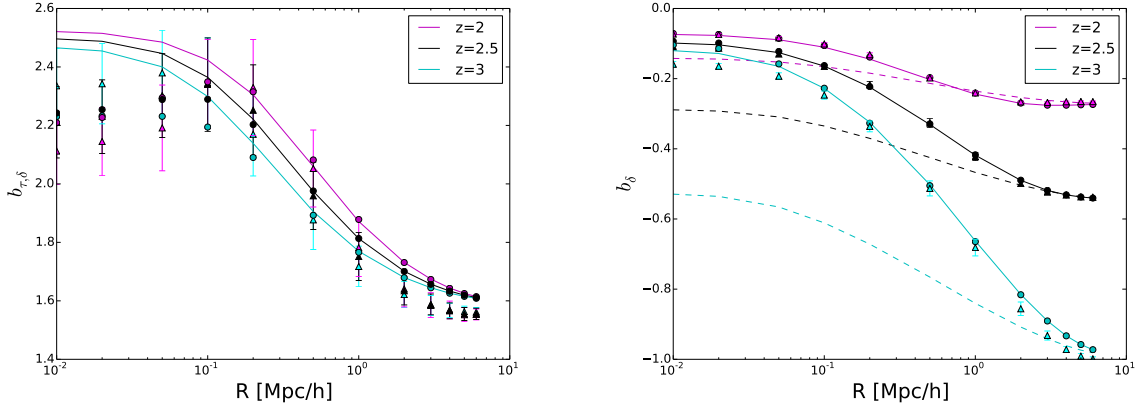 2.6
2.4
2.2
2.0
1.8
1.6
1.4
b_{τ,δ}
10^{-2}
10^{-1}
10^{0}
10^{1}
R [Mpc/h]
z=2
z=2.5
z=3
0.0
−0.2
−0.4
−0.6
−0.8
−1.0
b_δ
10^{-2}
10^{-1}
10^{0}
10^{1}
R [Mpc/h]
z=2
z=2.5
z=3